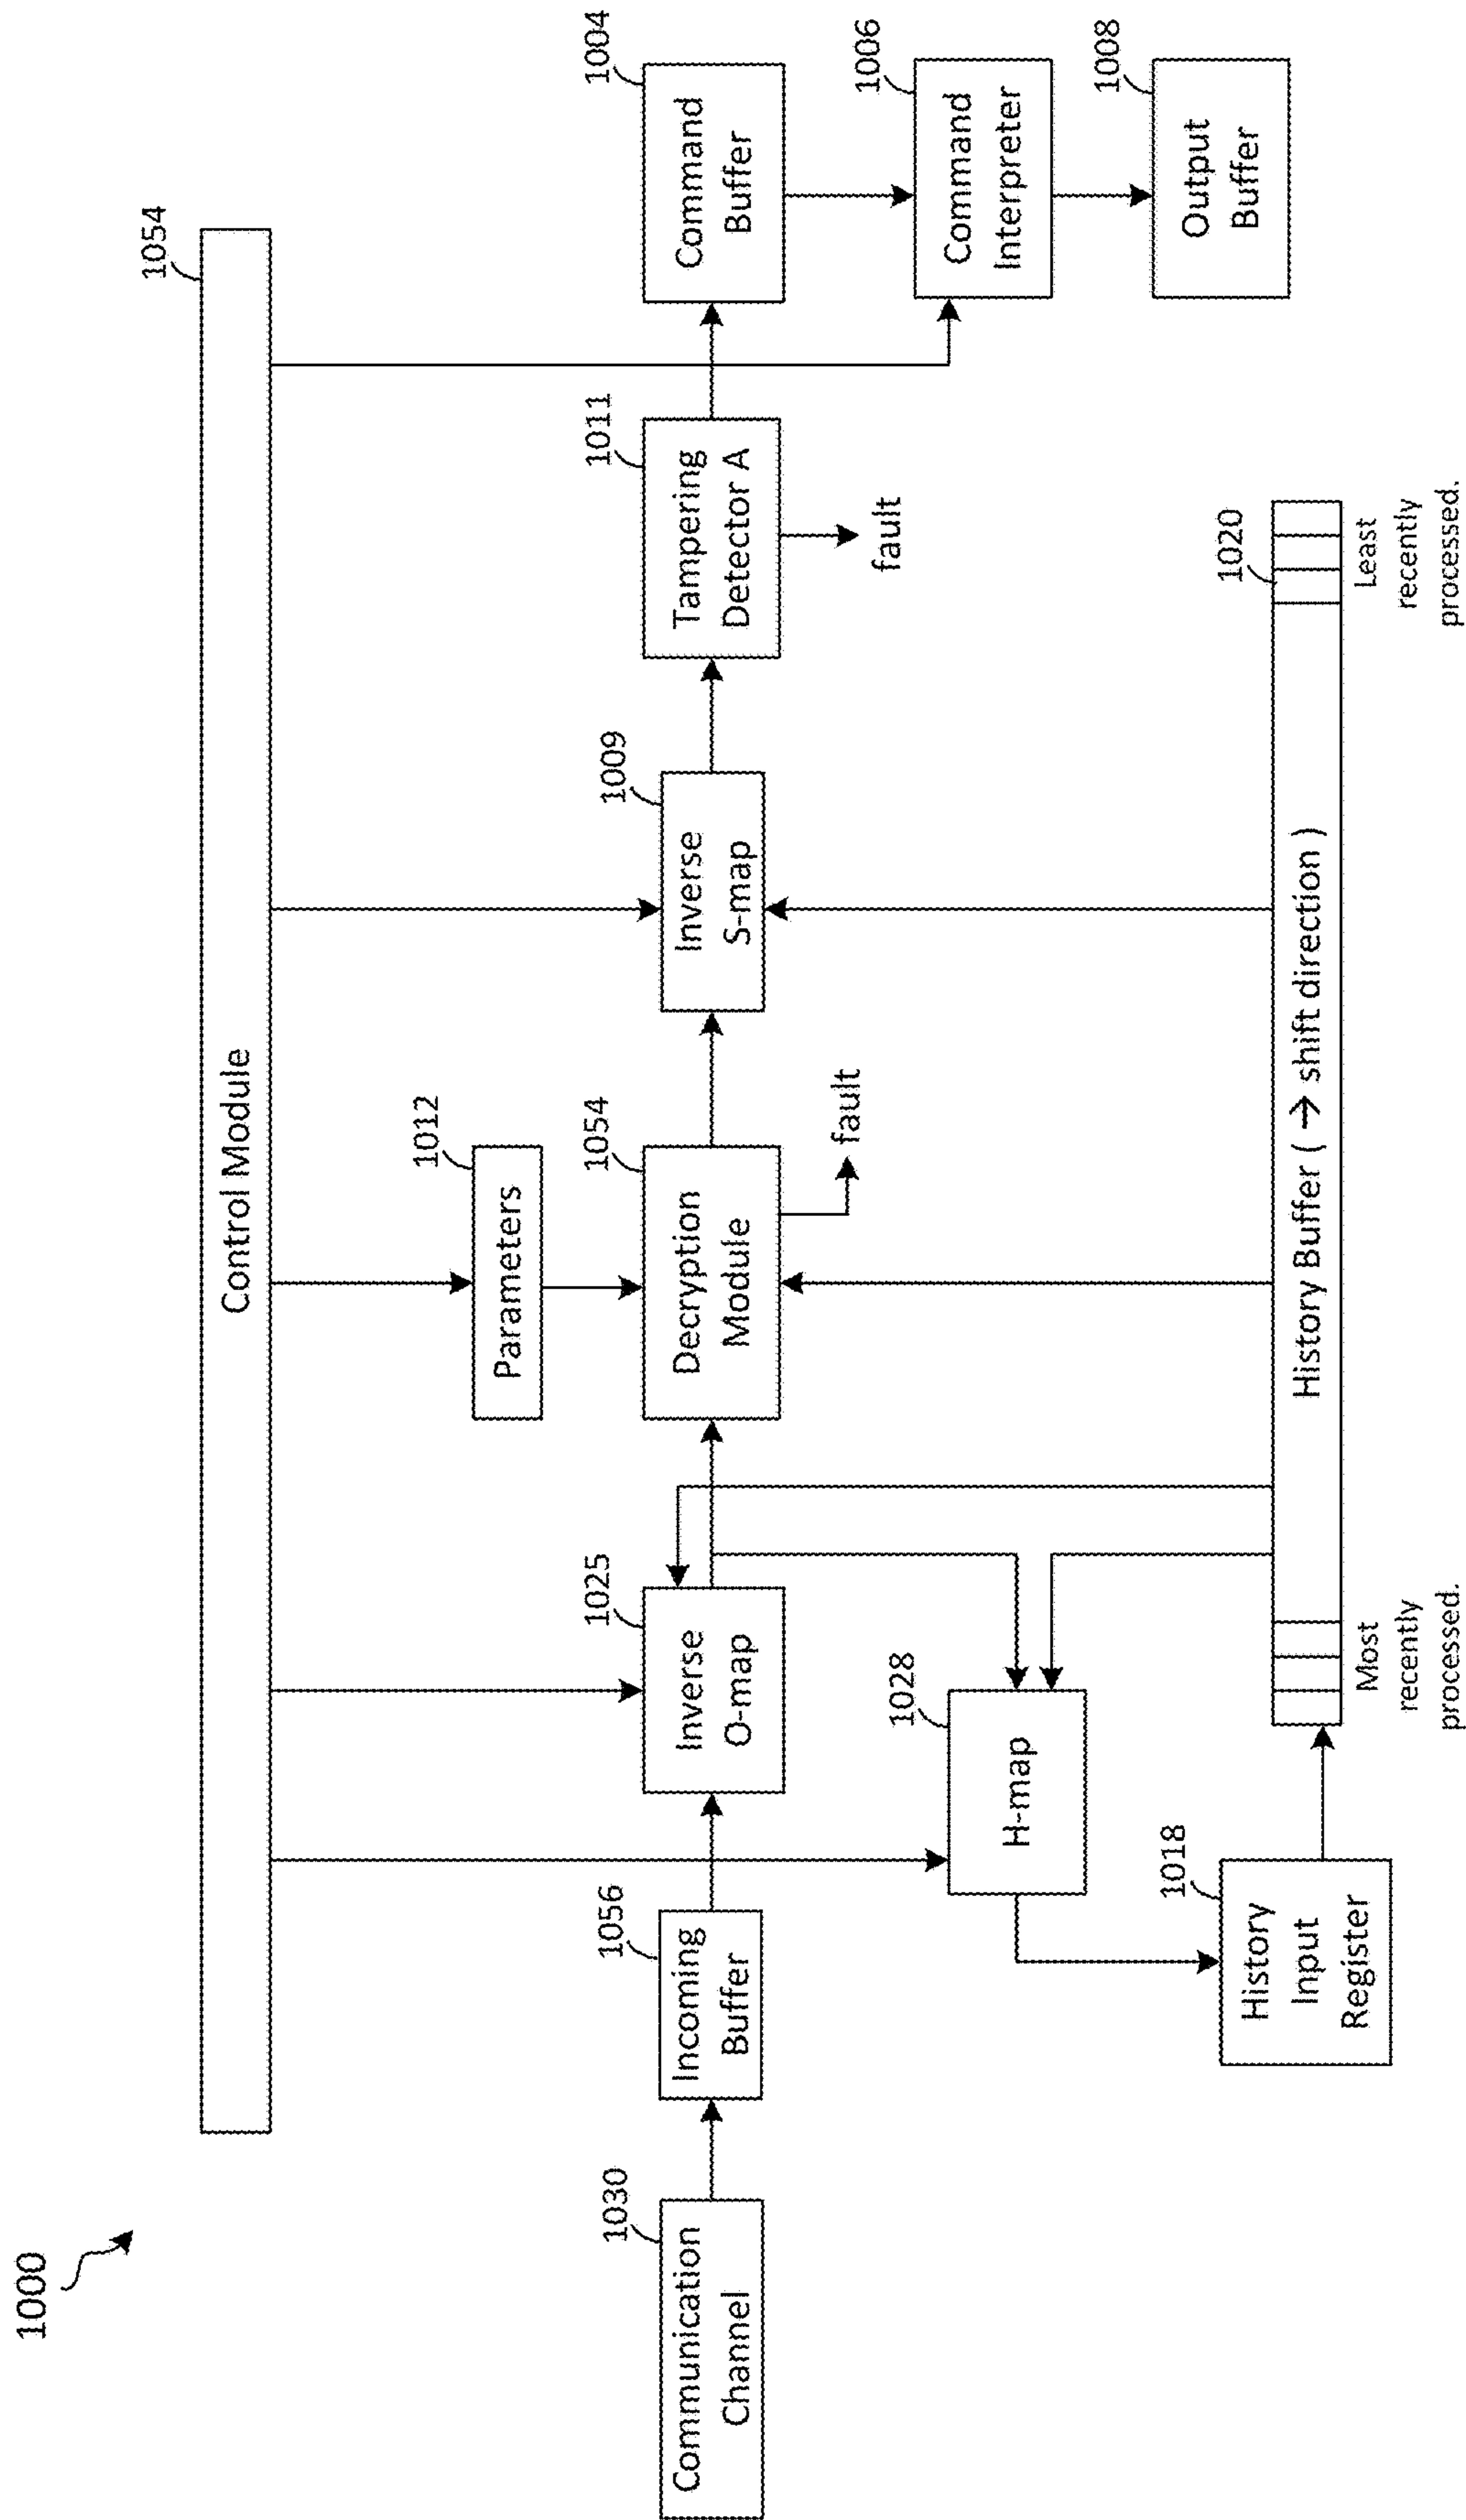 1000
1054
Control Module
1012
Parameters
1030
Communication
Channel
1056
Incoming
Buffer
1025
Inverse
O-map
1054
Decryption
Module
fault
1009
Inverse
S-map
1011
Tampering
Detector A
fault
1004
Command
Buffer
1006
Command
Interpreter
1008
Output
Buffer
1028
H-map
1018
History
Input
Register
1020
History Buffer ( → shift direction )
Most
recently
processed.
Least
recently
processed.